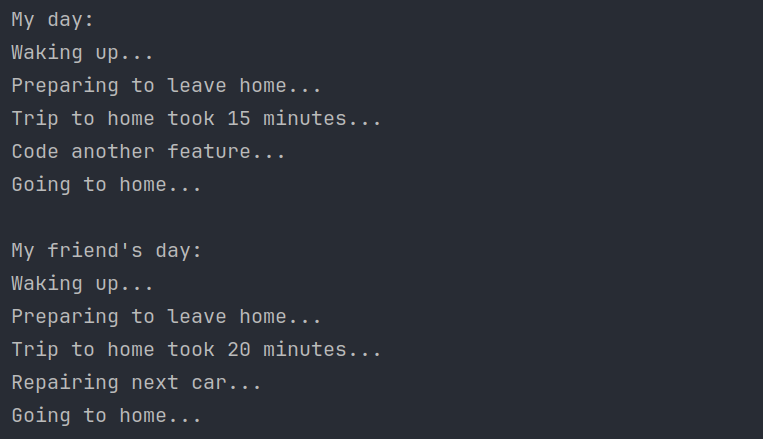 My day:
Waking up...
Preparing to leave home...
Trip to home took 15 minutes...
Code another feature...
Going to home...
My friend's day:
Waking up...
Preparing to leave home...
Trip to home took 20 minutes...
Repairing next car...
Going to home...